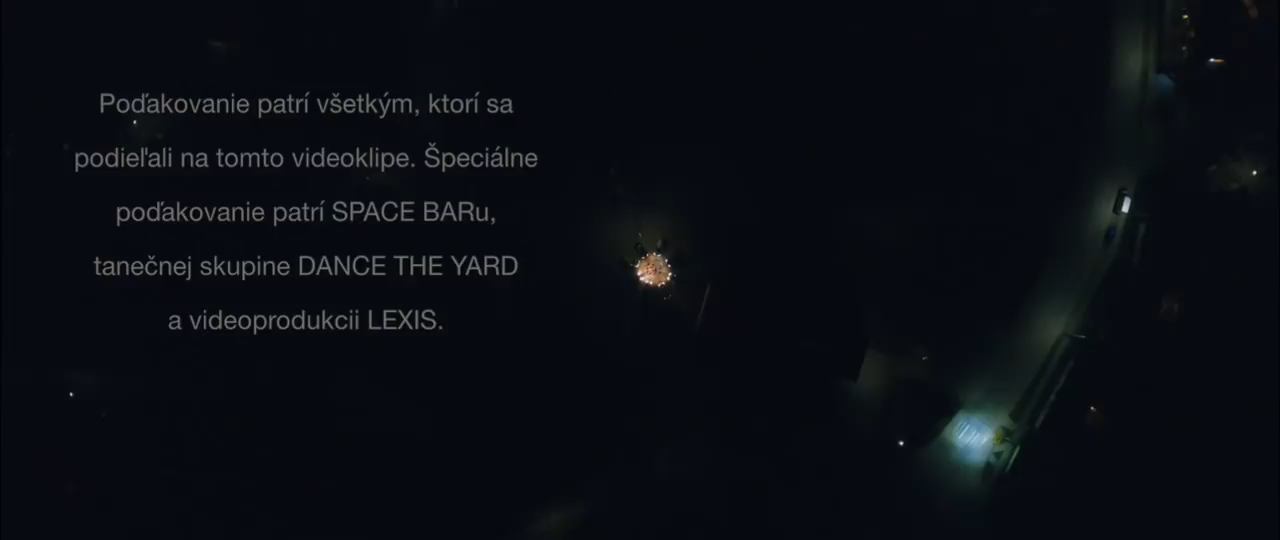 Poďakovanie patrí všetkým, ktorí sa
podieľali na tomto videoklipe. Špeciálne
poďakovanie patrí SPACE BARu,
tanečnej skupine DANCE THE YARD
a videoprodukcii LEXIS.